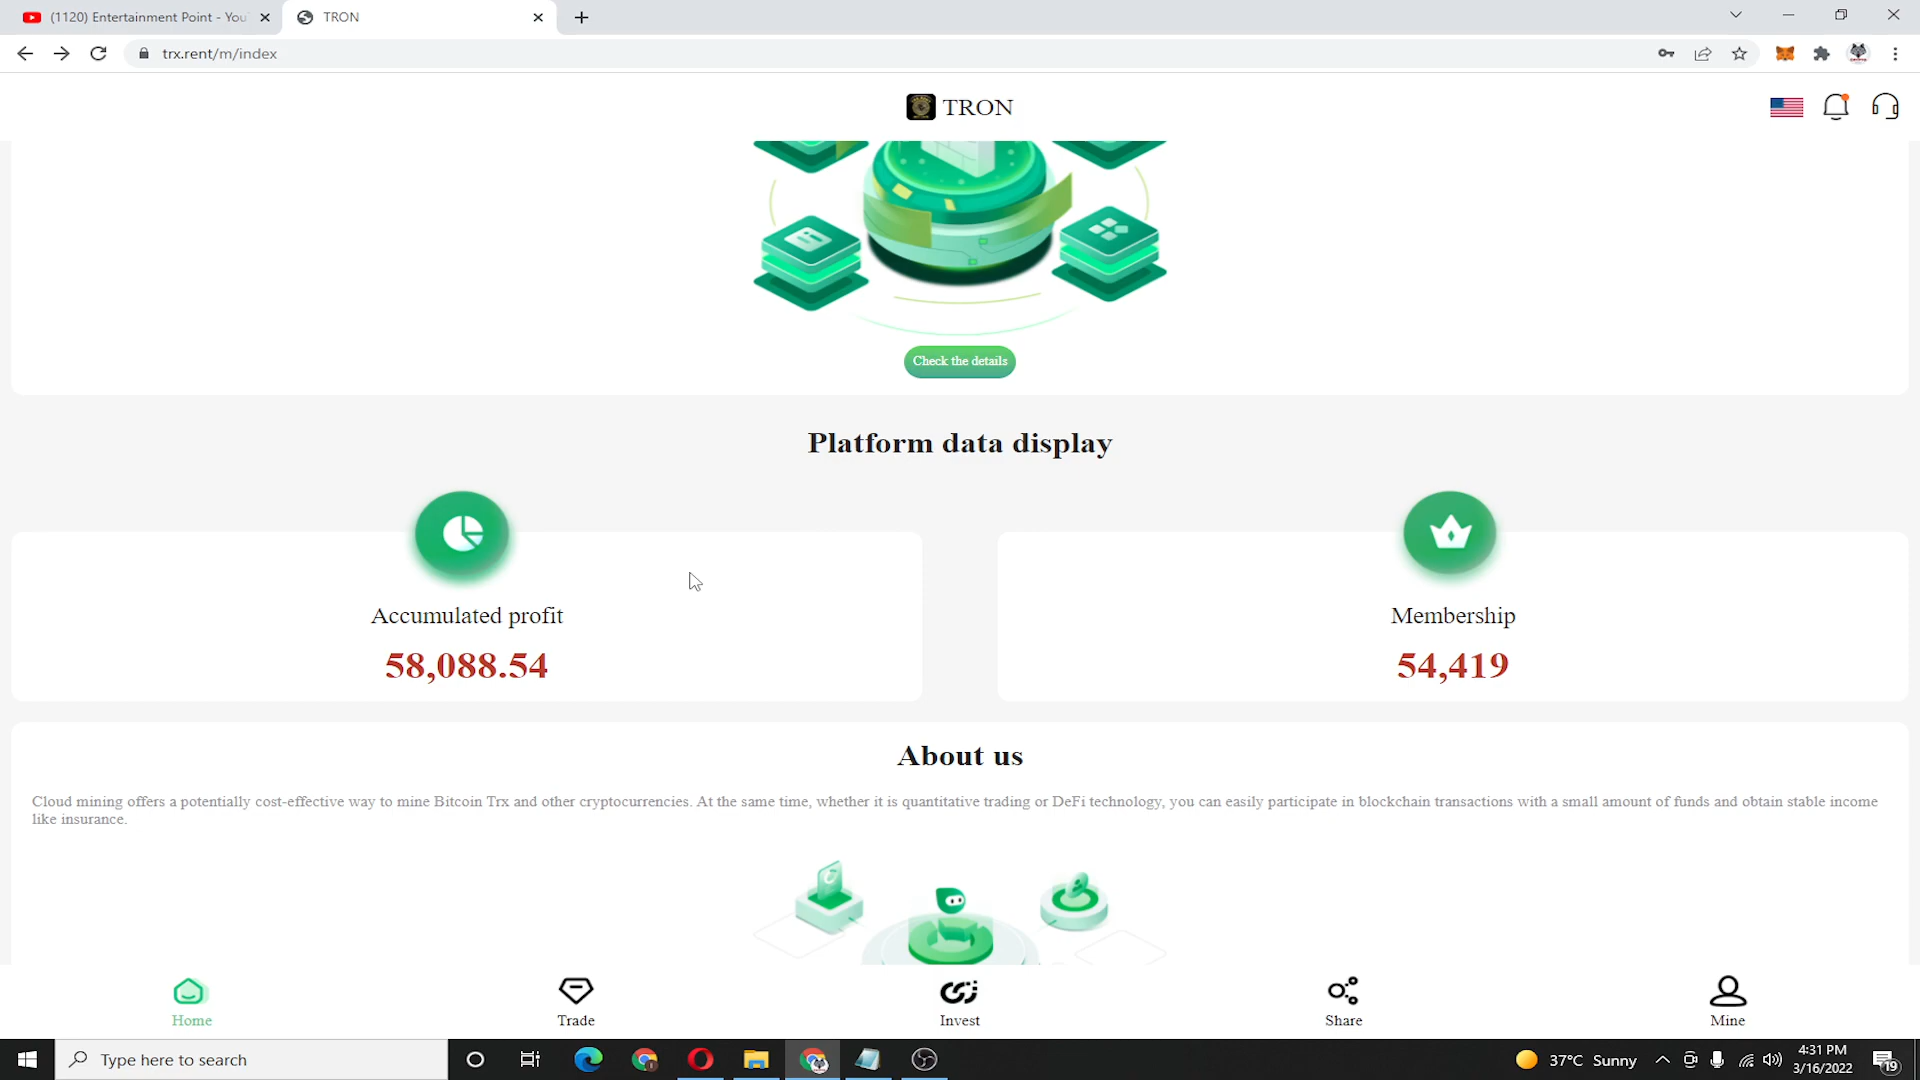 (1120) Entertainment Point - You
TRON
trx.rent/m/index
TRON
Check the details
Platform data display
Accumulated profit
58,088.54
Membership
54,419
About us
Cloud mining offers a potentially cost-effective way to mine Bitcoin Trx and other cryptocurrencies. At the same time, whether it is quantitative trading or DeFi technology, you can easily participate in blockchain transactions with a small amount of funds and obtain stable income
like insurance.
Home
Trade
Invest
Share
Mine
Type here to search
37°C Sunny
4:31 PM
3/16/2022
19